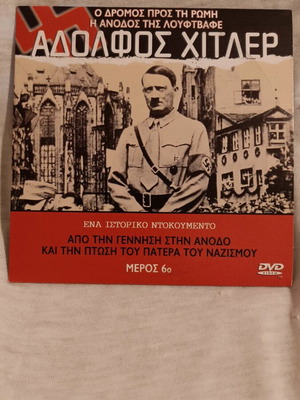 Ο ΔΡΟΜΟΣ ΠΡΟΣ ΤΗ ΡΩΜΗ
Η ΑΝΟΔΟΣ ΤΗΣ ΛΟΥΦΤΒΑΦΕ
ΑΔΟΛΦΟΣ ΧΙΤΛΕΡ
ΕΝΑ ΙΣΤΟΡΙΚΟ ΝΤΟΚΟΥΜΕΝΤΟ
ΑΠΟ ΤΗΝ ΓΕΝΝΗΣΗ ΣΤΗΝ ΑΝΟΔΟ
ΚΑΙ ΤΗΝ ΠΤΩΣΗ ΤΟΥ ΠΑΤΕΡΑ ΤΟΥ ΝΑΖΙΣΜΟΥ
ΜΕΡΟΣ 6ο
DVD
VIDEO